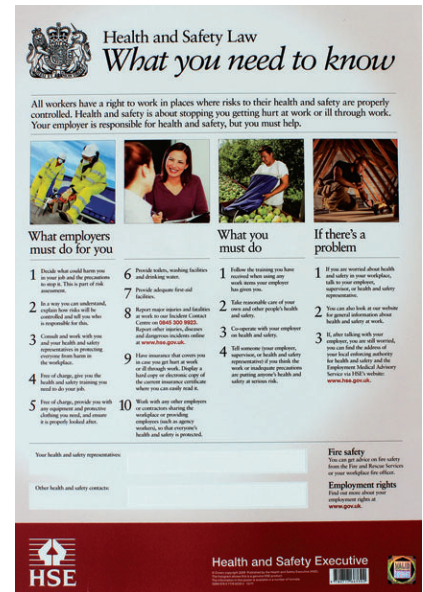 Health and Safety Law
What you need to know
All workers have a right to work in places where risks to their health and safety are properly
controlled. Health and safety is about stopping you getting hurt at work or ill through work.
Your employer is responsible for health and safety, but you must help.
What employers
must do for you
1 Decide what could harm you
in your job and the precautions
to stop it. This is part of risk
assessment.
2 In a way you can understand,
explain how risks will be
controlled and tell you who
is responsible for this.
3 Consult and work with you
and your health and safety
representatives in protecting
everyone from harm in
the workplace.
4 Free of charge, give you the
health and safety training you
need to do your job.
5 Free of charge, provide you with
any equipment and protective
clothing you need, and ensure
it is properly looked after.
6 Provide toilets, washing facilities
and drinking water.
7 Provide adequate first-aid
facilities.
8 Report major injuries and fatalities
at work to our Incident Contact
Centre on 0845 300 9923.
Report other injuries, diseases
and dangerous incidents online
at www.hse.gov.uk.
9 Have insurance that covers you
in case you get hurt at work
or ill through work. Display a
hard copy or electronic copy of
the current insurance certificate
where you can easily read it.
10 Work with any other employers
or contractors sharing the
workplace or providing
employees (such as agency
workers), so that everyone's
health and safety is protected.
What you
must do
1 Follow the training you have
received when using any
work items your employer
has given you.
2 Take reasonable care of your
own and other people's health
and safety.
3 Co-operate with your employer
on health and safety.
4 Tell someone (your employer,
supervisor, or health and safety
representative) if you think the
work or inadequate precautions
are putting anyone's health and
safety at serious risk.
If there's a
problem
1 If you are worried about health
and safety in your workplace,
talk to your employer,
supervisor, or health and safety
representative.
2 You can also look at our website
for general information about
health and safety at work.
3 If, after talking with your
employer, you are still worried,
you can find the address of
your local enforcing authority
for health and safety and the
Employment Medical Advisory
Service via HSE's website:
www.hse.gov.uk.
Your health and safety representatives:
Other health and safety contacts:
Fire safety
You can get advice on fire safety
from the Fire and Rescue Services
or your workplace fire officer.
Employment rights
Find out more about your
employment rights at
www.gov.uk.
HSE
Health and Safety Executive